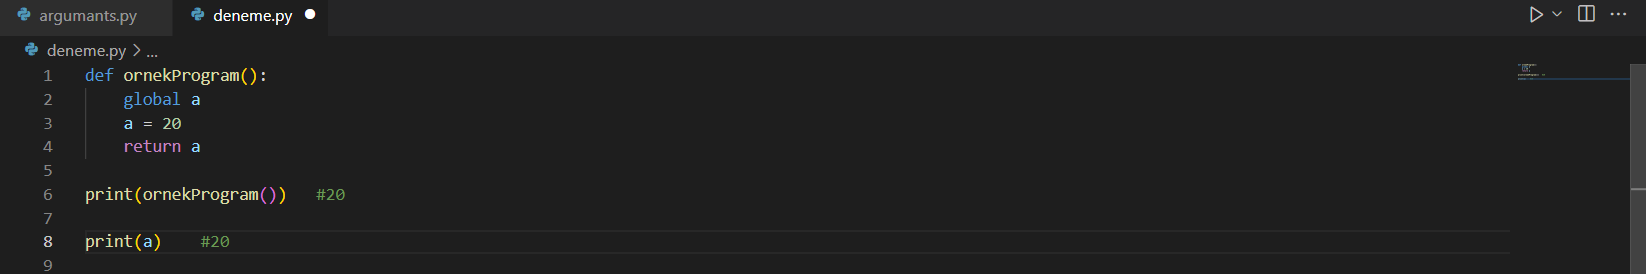 argumants.py deneme.py
deneme.py > ...
1 def ornekProgram():
2     global a
3     a = 20
4     return a
5
6 print(ornekProgram())   #20
7
8 print(a)    #20
9